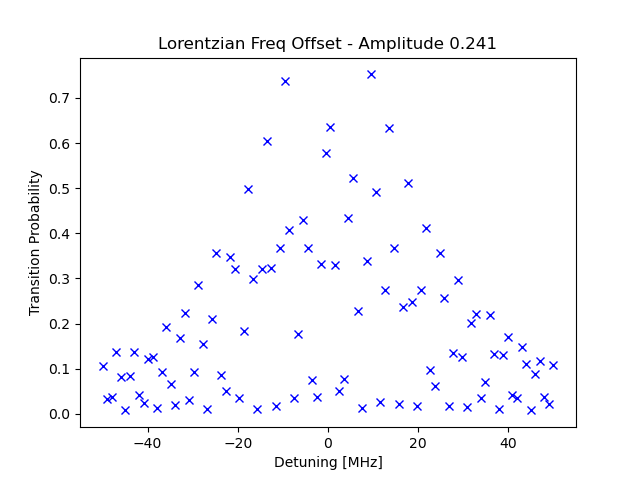 Lorentzian Freq Offset - Amplitude 0.241
Transition Probability
0.7
0.6
0.5
0.4
0.3
0.2
0.1
0.0
−40 −20 0 20 40
Detuning [MHz]